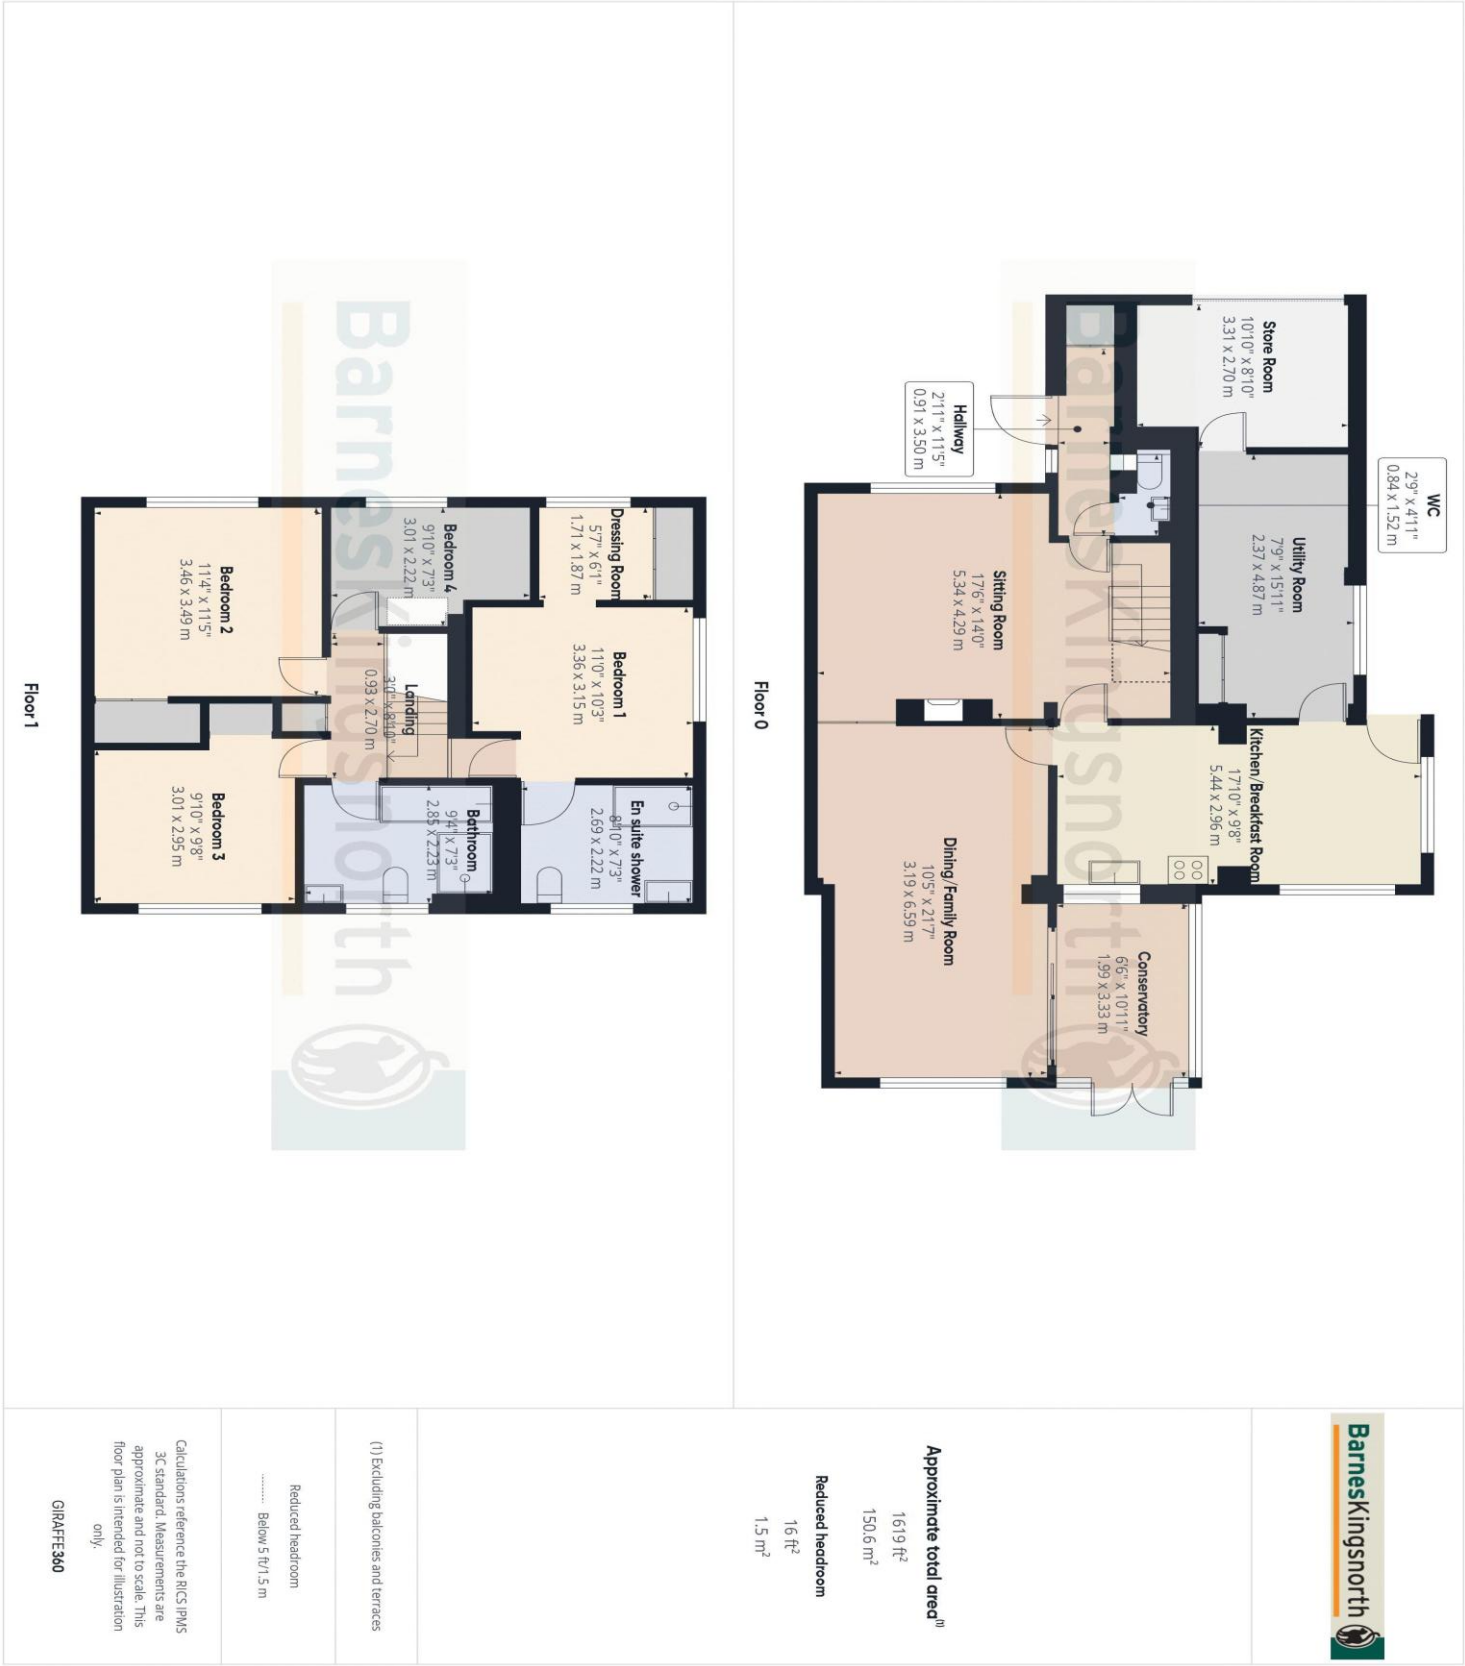 BarnesKingsnorth
WC
2'9" x 4'11"
0.84 x 1.52 m
Store Room
10'10" x 8'10"
3.31 x 2.70 m
Utility Room
7'9" x 15'11"
2.37 x 4.87 m
Kitchen/Breakfast Room
17'10" x 9'8"
5.44 x 2.96 m
Hallway
2'11" x 11'5"
0.91 x 3.50 m
Sitting Room
17'6" x 14'0"
5.34 x 4.29 m
Conservatory
6'6" x 10'11"
1.99 x 3.33 m
Dining/Family Room
10'5" x 21'7"
3.19 x 6.59 m
Floor 0
BarnesKingsnorth
Dressing Room
5'7" x 6'1"
1.71 x 1.87 m
Bedroom 1
11'0" x 10'3"
3.36 x 3.15 m
En suite shower
8'10" x 7'3"
2.69 x 2.22 m
Bedroom 4
9'10" x 7'3"
3.01 x 2.22 m
Landing
3'0" x 8'10"
0.93 x 2.70 m
Bathroom
9'4" x 7'3"
2.85 x 2.23 m
Bedroom 2
11'4" x 11'5"
3.46 x 3.49 m
Bedroom 3
9'10" x 9'8"
3.01 x 2.95 m
Floor 1
BarnesKingsnorth
Approximate total area(1)
1619 ft²
150.6 m²
Reduced headroom
16 ft²
1.5 m²
(1) Excluding balconies and terraces
Reduced headroom
.......... Below 5 ft/1.5 m
Calculations reference the RICS IPMS
3C standard. Measurements are
approximate and not to scale. This
floor plan is intended for illustration
only.
GIRAFFE360